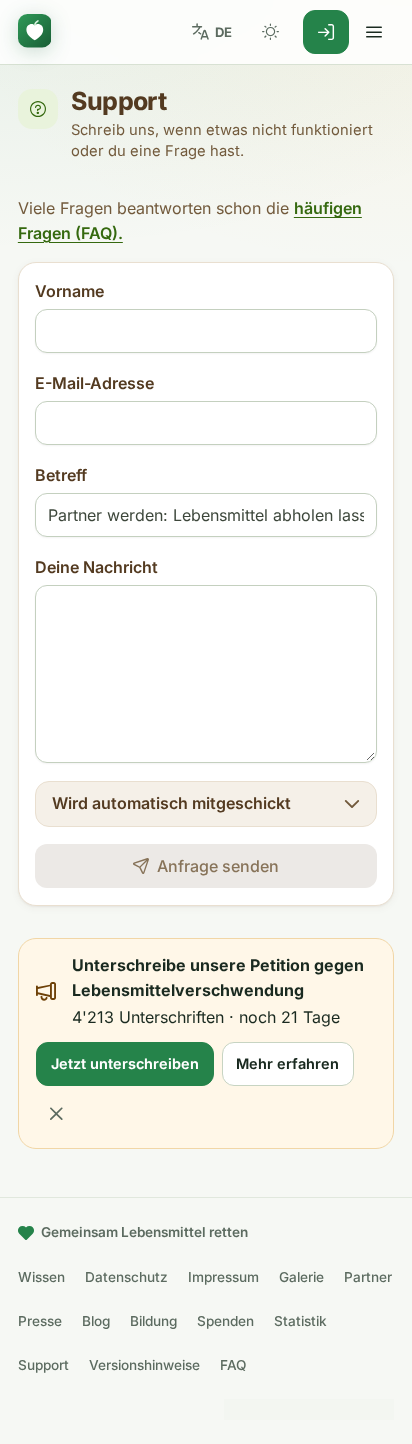 DE
Support
Schreib uns, wenn etwas nicht funktioniert
oder du eine Frage hast.
Viele Fragen beantworten schon die häufigen
Fragen (FAQ).
Vorname
E-Mail-Adresse
Betreff
Partner werden: Lebensmittel abholen lass
Deine Nachricht
Wird automatisch mitgeschickt
Anfrage senden
Unterschreibe unsere Petition gegen
Lebensmittelverschwendung
4'213 Unterschriften · noch 21 Tage
Jetzt unterschreiben Mehr erfahren
Gemeinsam Lebensmittel retten
Wissen Datenschutz Impressum Galerie Partner
Presse Blog Bildung Spenden Statistik
Support Versionshinweise FAQ